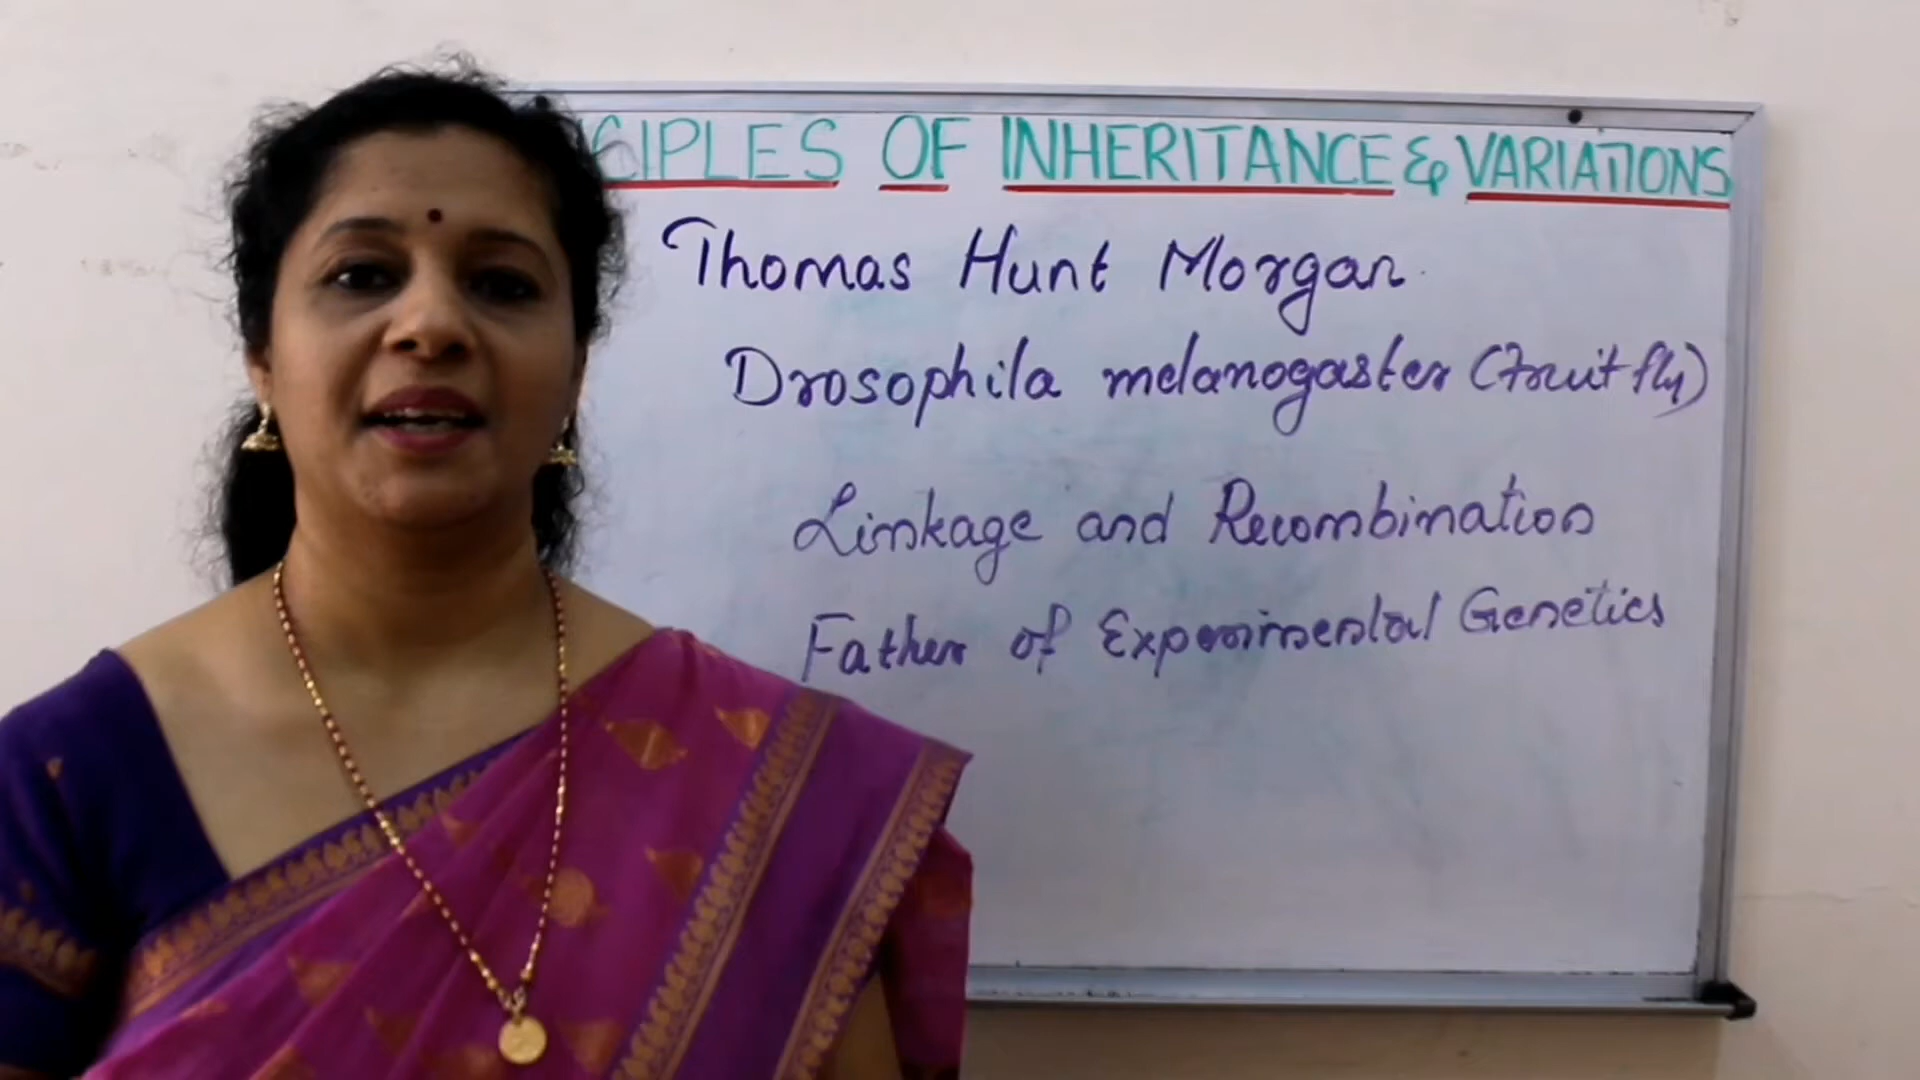 CIPLES OF INHERITANCE & VARIATIONS
Thomas Hunt Morgan
Drosophila melanogaster (Fruit fly)
Linkage and Recombination
Father of Experimental Genetics